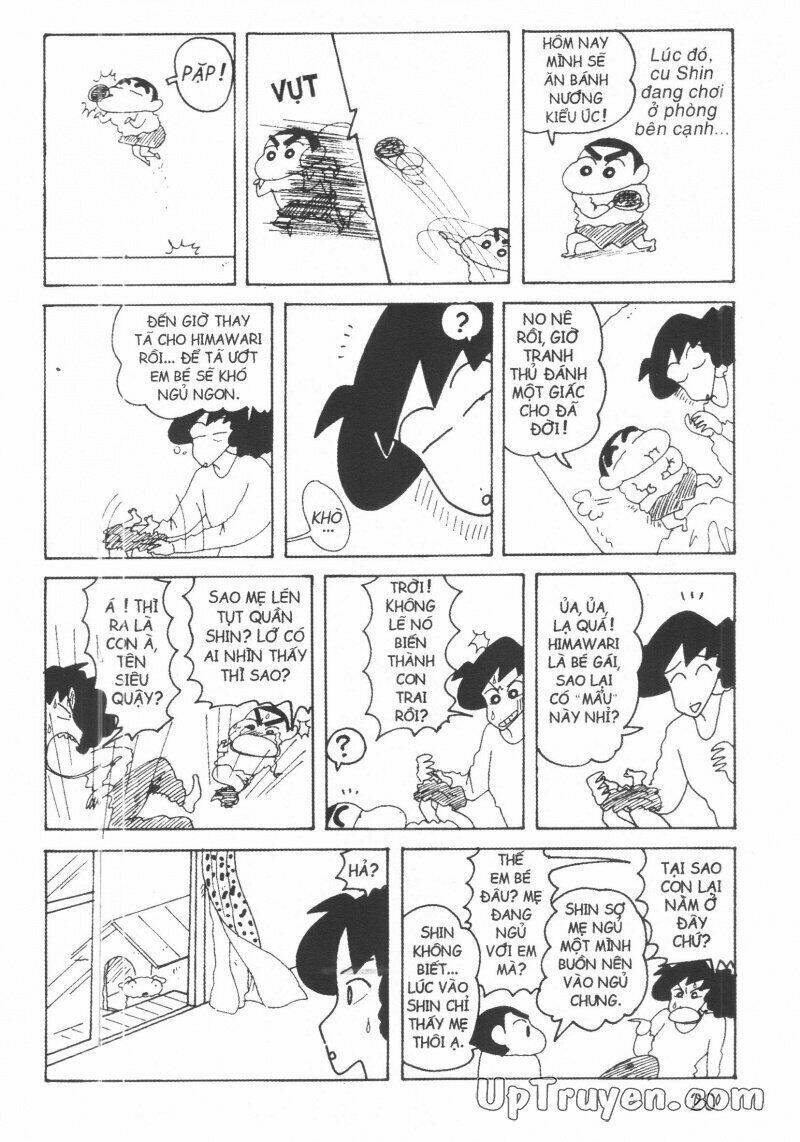 Lúc đó,
cu Shin
đang chơi
ở phòng
bên cạnh...
HÔM NAY
MÌNH SẼ
ĂN BÁNH
NƯỚNG
KIỂU ÚC!
VỤT
PẶP!
NO NÊ
RỒI, GIỜ
TRANH
THỦ ĐÁNH
MỘT GIẤC
CHO ĐÃ
ĐỜI!
?
KHÒ
...
ĐẾN GIỜ THAY
TÃ CHO HIMAWARI
RỒI... ĐỂ TÃ ƯỚT
EM BÉ SẼ KHÓ
NGỦ NGON.
ỦA, ỦA,
LẠ QUÁ!
HIMAWARI
LÀ BÉ GÁI,
SAO LẠI
CÓ "MẨU"
NÀY NHỈ?
TRỜI!
KHÔNG
LẼ NÓ
BIẾN
THÀNH
CON
TRAI
RỒI?
?
SAO MẸ LÉN
TỤT QUẦN
SHIN? LỠ CÓ
AI NHÌN THẤY
THÌ SAO?
Á! THÌ
RA LÀ
CON À,
TÊN
SIÊU
QUẬY?
TẠI SAO
CON LẠI
NẰM Ở
ĐÂY
CHỨ?
SHIN SỢ
MẸ NGỦ
MỘT MÌNH
BUỒN NÊN
VÀO NGỦ
CHUNG.
THẾ
EM BÉ
ĐÂU? MẸ
ĐANG
NGỦ
VỚI EM
MÀ?
SHIN
KHÔNG
BIẾT...
LÚC VÀO
SHIN CHỈ
THẤY MẸ
THÔI Ạ.
HẢ?
UpTruyen.com